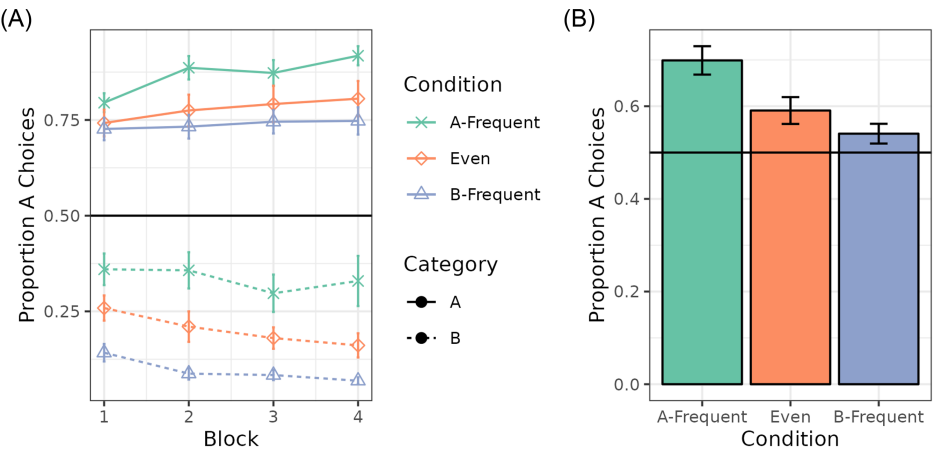 (A)
Proportion A Choices
0.75
0.50
0.25
1
2
3
4
Block
Condition
A-Frequent
Even
B-Frequent
Category
A
B
(B)
Proportion A Choices
0.6
0.4
0.2
0.0
A-Frequent
Even
B-Frequent
Condition